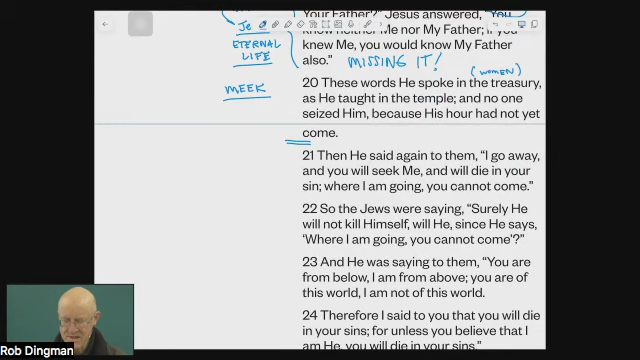 Your Father?" Jesus answered, "You
Je
know neither Me nor My Father; if you
ETERNAL
LIFE
knew Me, you would know My Father
also."
MISSING IT!
(WOMEN)
MEEK
20 These words He spoke in the treasury,
as He taught in the temple; and no one
seized Him, because His hour had not yet
come.
21 Then He said again to them, "I go away,
and you will seek Me, and will die in your
sin; where I am going, you cannot come."
22 So the Jews were saying, "Surely He
will not kill Himself, will He, since He says,
'Where I am going, you cannot come'?"
23 And He was saying to them, "You are
from below, I am from above; you are of
this world, I am not of this world.
24 Therefore I said to you that you will die
in your sins; for unless you believe that I
am He, you will die in your sins."
Rob Dingman